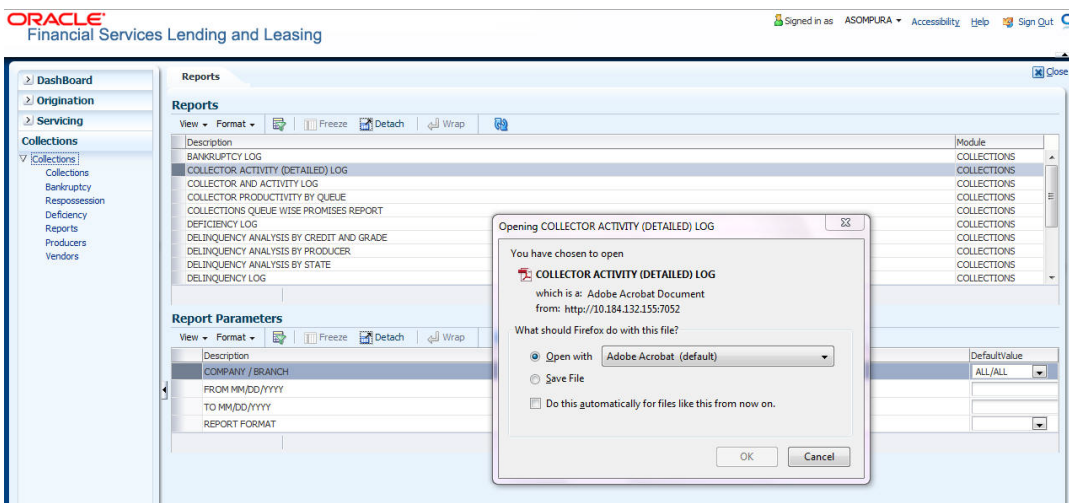 ORACLE'
Financial Services Lending and Leasing
Signed in as ASOMPURA Accessibility Help Sign Out
DashBoard
Origination
Servicing
Collections
Collections
Collections
Bankruptcy
Respossession
Deficiency
Reports
Producers
Vendors
Reports
Close
Reports
View Format Freeze Detach Wrap
Description Module
BANKRUPTCY LOG COLLECTIONS
COLLECTOR ACTIVITY (DETAILED) LOG COLLECTIONS
COLLECTOR AND ACTIVITY LOG COLLECTIONS
COLLECTOR PRODUCTIVITY BY QUEUE COLLECTIONS
COLLECTIONS QUEUE WISE PROMISES REPORT COLLECTIONS
DEFICIENCY LOG COLLECTIONS
DELINQUENCY ANALYSIS BY CREDIT AND GRADE COLLECTIONS
DELINQUENCY ANALYSIS BY PRODUCER COLLECTIONS
DELINQUENCY ANALYSIS BY STATE COLLECTIONS
DELINQUENCY LOG COLLECTIONS
Report Parameters
View Format Freeze Detach Wrap
Description DefaultValue
COMPANY / BRANCH ALL/ALL
FROM MM/DD/YYYY
TO MM/DD/YYYY
REPORT FORMAT
Opening COLLECTOR ACTIVITY (DETAILED) LOG
You have chosen to open
COLLECTOR ACTIVITY (DETAILED) LOG
which is a: Adobe Acrobat Document
from: http://10.184.132.155:7052
What should Firefox do with this file?
Open with Adobe Acrobat (default)
Save File
Do this automatically for files like this from now on.
OK Cancel